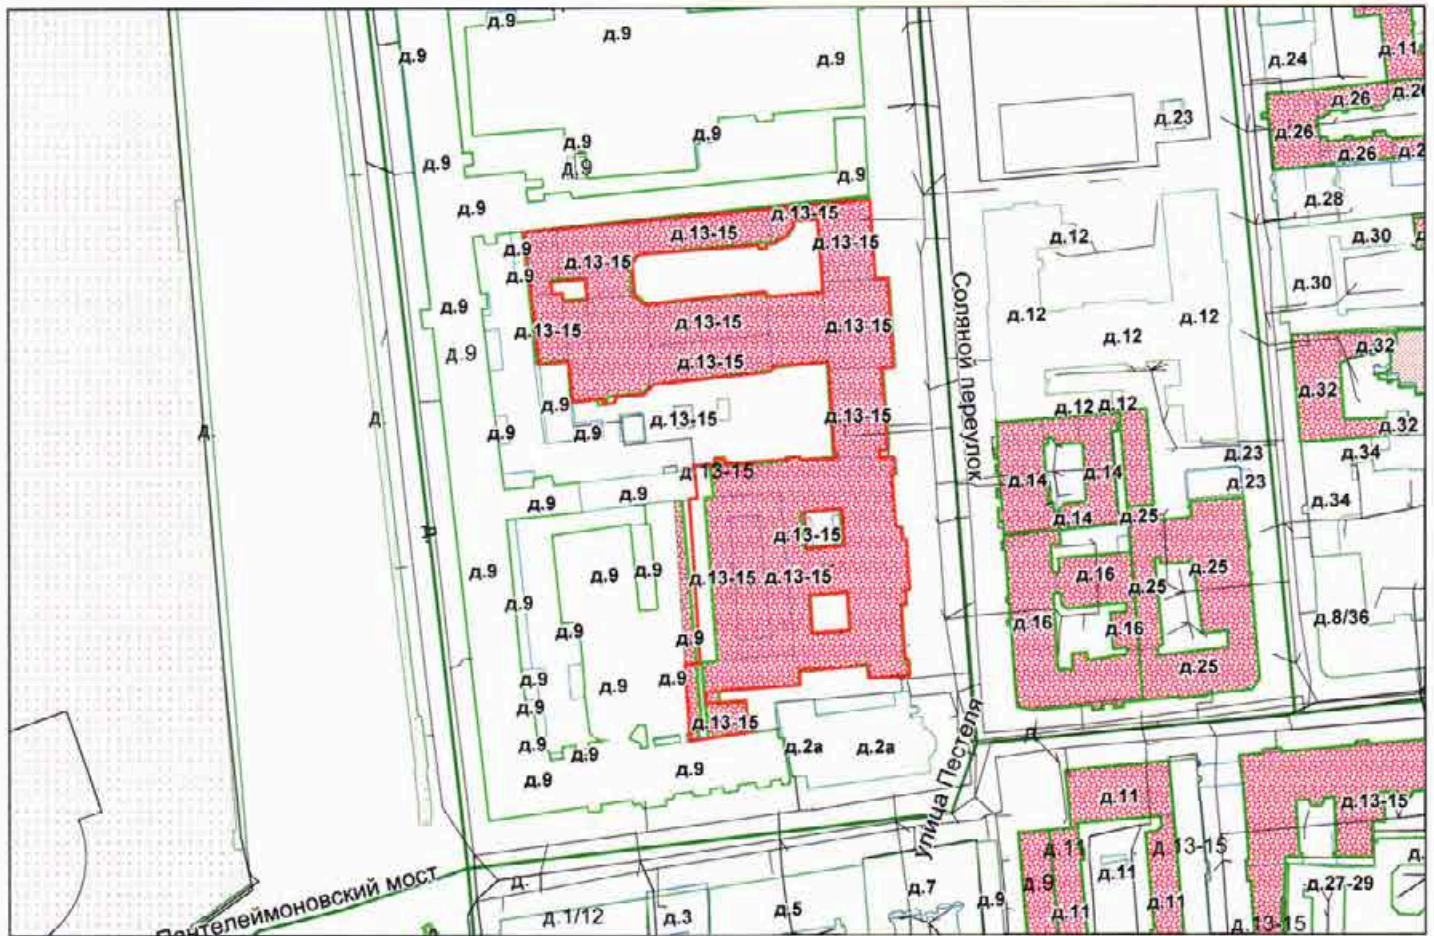 д.9
д.9
д.9
д.9
д.11
д.24
д.26
д.23
д.26
д.9
д.9
д.9
д.9
д.26
д.9
д.28
д.9
д.13-15
д.13-15
д.12
д.30
д.9
д.13-15
д.13-15
д.9
д.30
д.9
д.12
д.12
д.13-15
д.13-15
д.13-15
д.12
д.9
д.13-15
д.32
д.32
д.9
д.12
д.12
д.13-15
д.13-15
Соляной переулок
д.32
Д.
Д.
д.9
д.9
д.23
д.34
д.13-15
д.14
д.14
д.23
д.9
д.9
д.34
д.14
д.25
д.13-15
д.9
д.9
д.9
д.13-15
д.13-15
д.16
д.25
д.25
д.9
д.9
д.9
д.16
д.16
д.8/36
д.9
д.9
д.9
д.25
д.9
д.13-15
улица Пестеля
д.9
д.9
д.2а
д.2а
д.9
д.9
д.11
д.13-15
д.11
д.13-15
Пантелеймоновский мост
д.
д.7
д.9
д.9
д.11
д.27-29
д.1/12
д.3
д.5
д.11
д.11
д.13-15